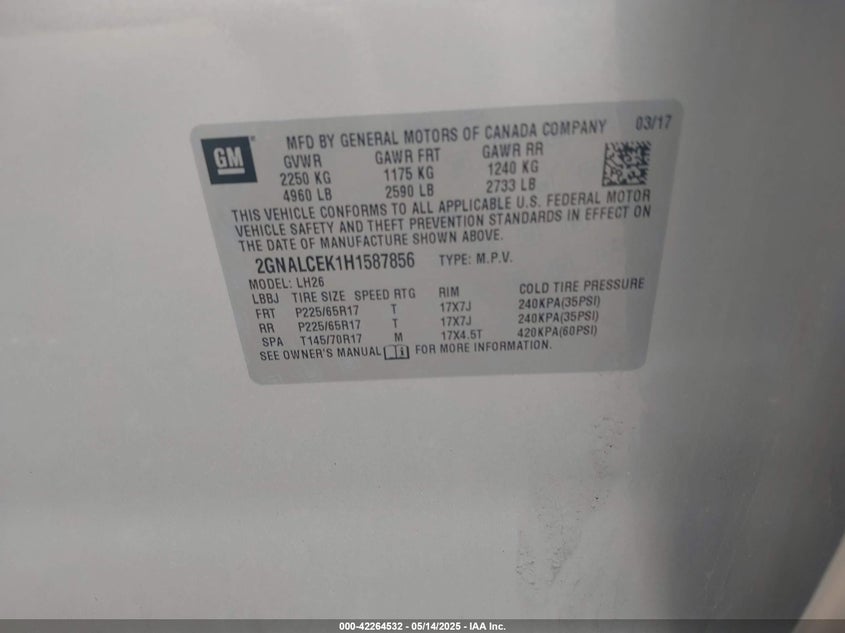 GM
MFD BY GENERAL MOTORS OF CANADA COMPANY 03/17
GVWR GAWR FRT GAWR RR
2250 KG 1175 KG 1240 KG
4960 LB 2590 LB 2733 LB
THIS VEHICLE CONFORMS TO ALL APPLICABLE U.S. FEDERAL MOTOR
VEHICLE SAFETY AND THEFT PREVENTION STANDARDS IN EFFECT ON
THE DATE OF MANUFACTURE SHOWN ABOVE.
2GNALCEK1H1587856 TYPE: M.P.V.
MODEL: LH26
LBBJ TIRE SIZE SPEED RTG RIM COLD TIRE PRESSURE
FRT P225/65R17 T 17X7J 240KPA(35PSI)
RR P225/65R17 T 17X7J 240KPA(35PSI)
SPA T145/70R17 M 17X4.5T 420KPA(60PSI)
SEE OWNER'S MANUAL FOR MORE INFORMATION.
000-42264532 - 05/14/2025 - IAA Inc.